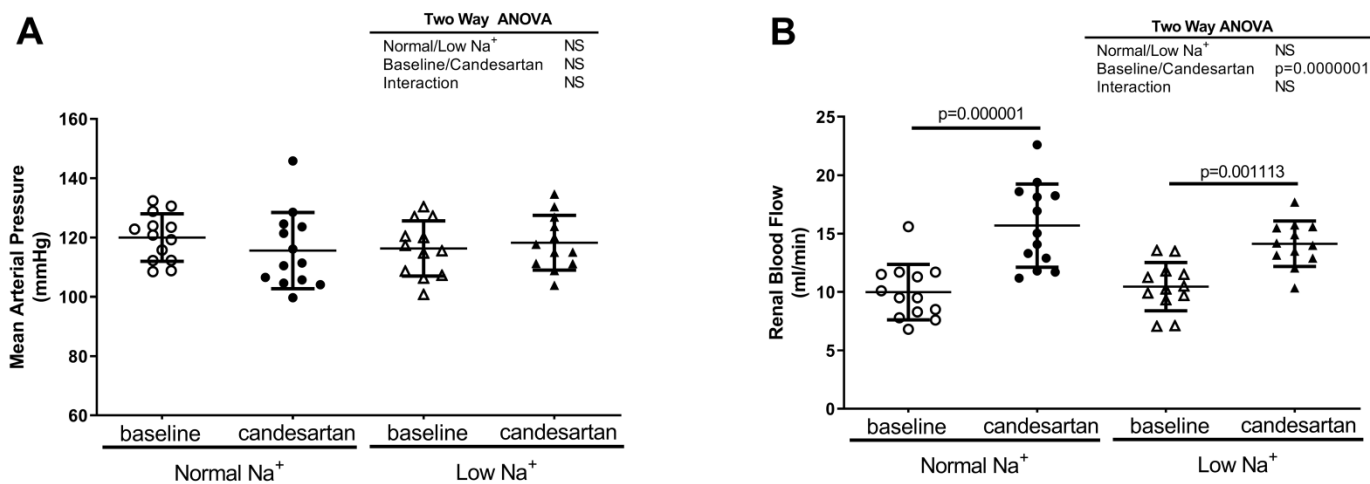 A
Two Way ANOVA
Normal/Low Na⁺ NS
Baseline/Candesartan NS
Interaction NS
Mean Arterial Pressure
(mmHg)
160
140
120
100
80
60
baseline candesartan baseline candesartan
Normal Na⁺ Low Na⁺
B
Two Way ANOVA
Normal/Low Na⁺ NS
Baseline/Candesartan p=0.0000001
Interaction NS
p=0.000001
p=0.001113
Renal Blood Flow
(ml/min)
25
20
15
10
5
0
baseline candesartan baseline candesartan
Normal Na⁺ Low Na⁺